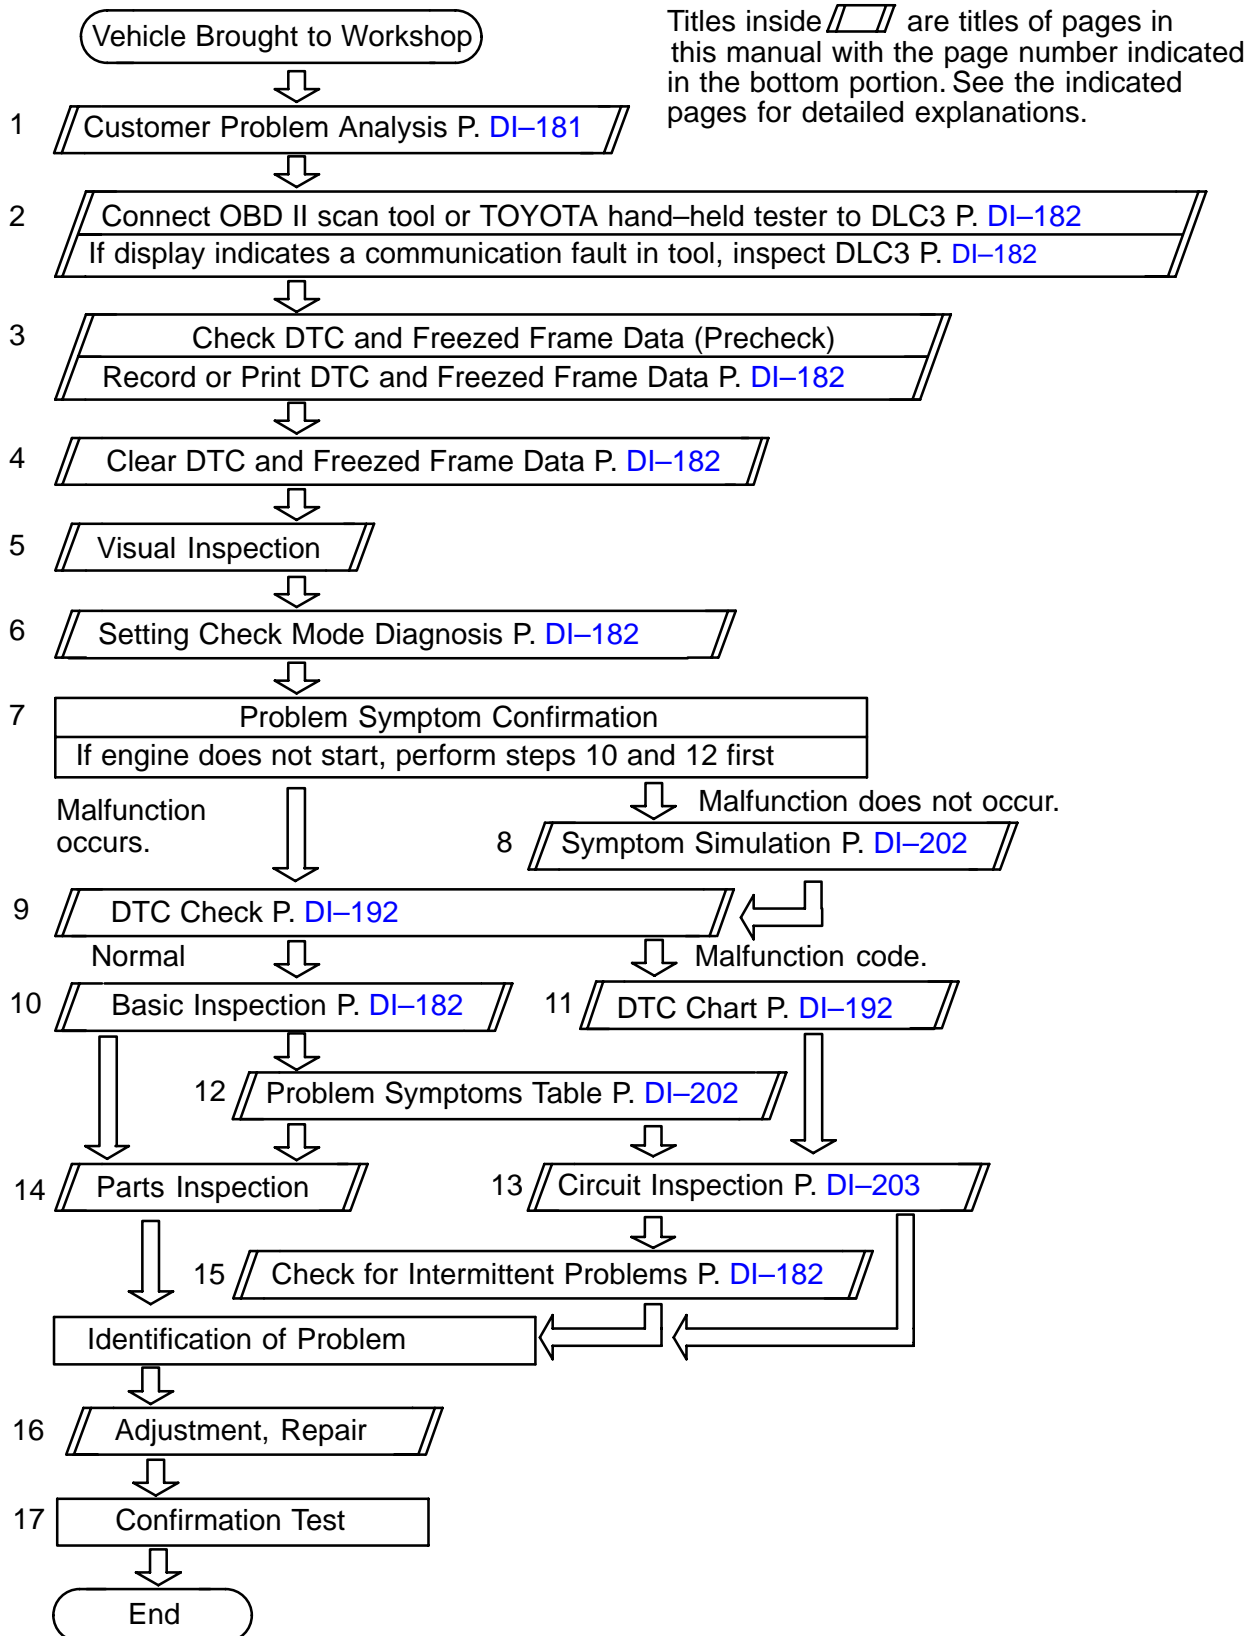 Vehicle Brought to Workshop
Titles inside are titles of pages in
this manual with the page number indicated
in the bottom portion. See the indicated
pages for detailed explanations.
1 Customer Problem Analysis P. DI–181
2 Connect OBD II scan tool or TOYOTA hand–held tester to DLC3 P. DI–182
If display indicates a communication fault in tool, inspect DLC3 P. DI–182
3 Check DTC and Freezed Frame Data (Precheck)
Record or Print DTC and Freezed Frame Data P. DI–182
4 Clear DTC and Freezed Frame Data P. DI–182
5 Visual Inspection
6 Setting Check Mode Diagnosis P. DI–182
7 Problem Symptom Confirmation
If engine does not start, perform steps 10 and 12 first
Malfunction
occurs.
Malfunction does not occur.
8 Symptom Simulation P. DI–202
9 DTC Check P. DI–192
Normal
Malfunction code.
10 Basic Inspection P. DI–182
11 DTC Chart P. DI–192
12 Problem Symptoms Table P. DI–202
14 Parts Inspection
13 Circuit Inspection P. DI–203
15 Check for Intermittent Problems P. DI–182
Identification of Problem
16 Adjustment, Repair
17 Confirmation Test
End